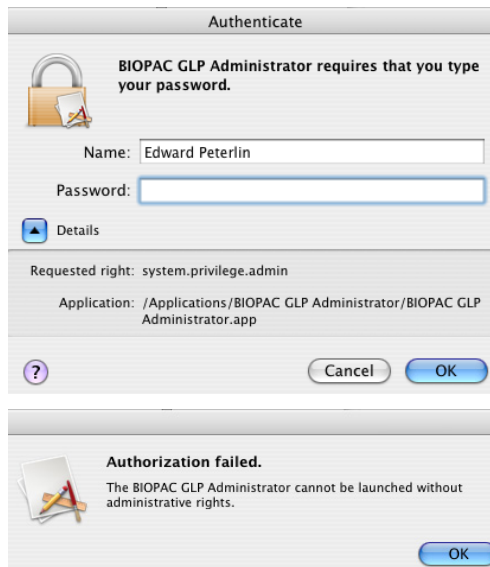 Authenticate
BIOPAC GLP Administrator requires that you type
your password.
Name: Edward Peterlin
Password:
Details
Requested right: system.privilege.admin
Application: /Applications/BIOPAC GLP Administrator/BIOPAC GLP
Administrator.app
?
Cancel
OK
Authorization failed.
The BIOPAC GLP Administrator cannot be launched without
administrative rights.
OK